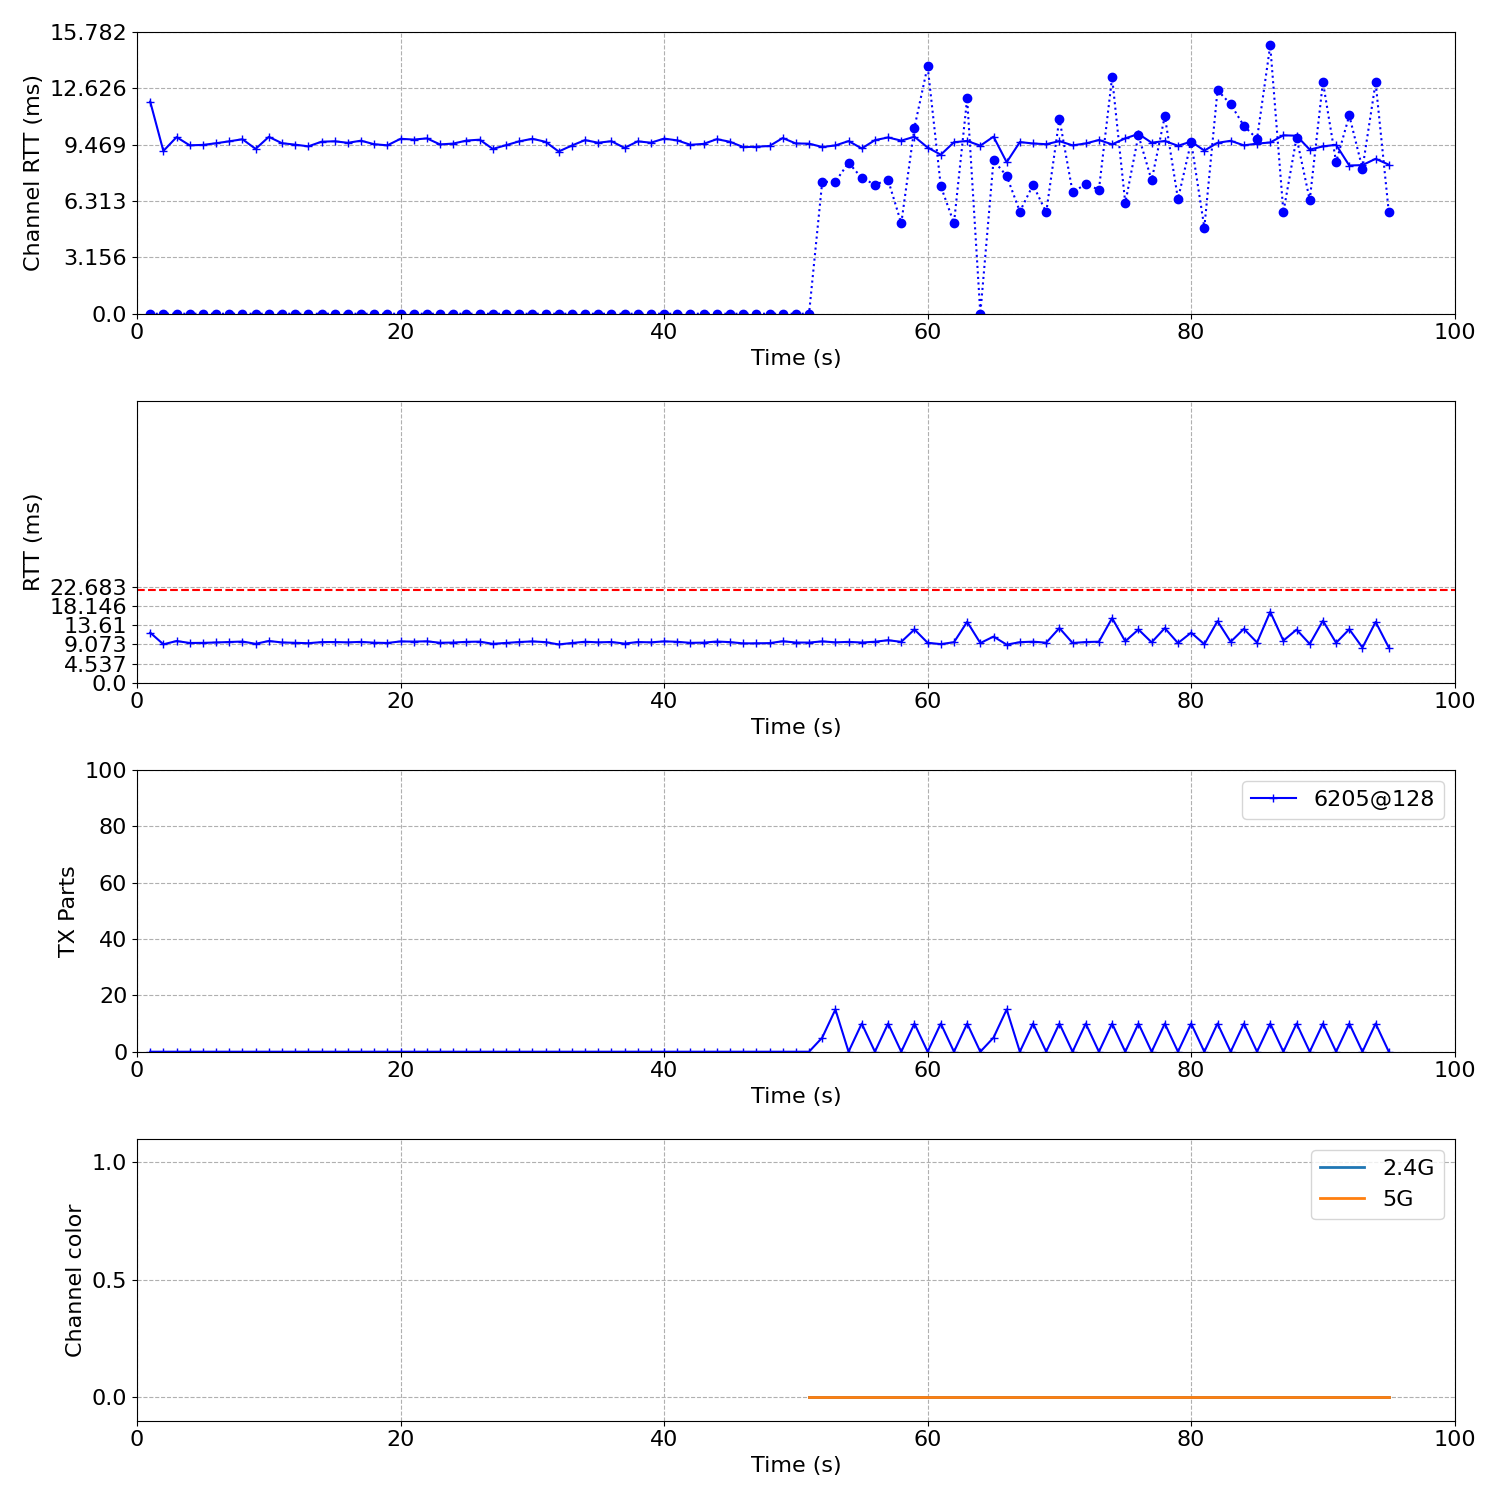 15.782
12.626
9.469
6.313
3.156
0.0
Channel RTT (ms)
0 20 40 60 80 100
Time (s)
22.683
18.146
13.61
9.073
4.537
0.0
RTT (ms)
0 20 40 60 80 100
Time (s)
100
80
60
40
20
0
TX Parts
6205@128
0 20 40 60 80 100
Time (s)
1.0
0.5
0.0
Channel color
2.4G
5G
0 20 40 60 80 100
Time (s)